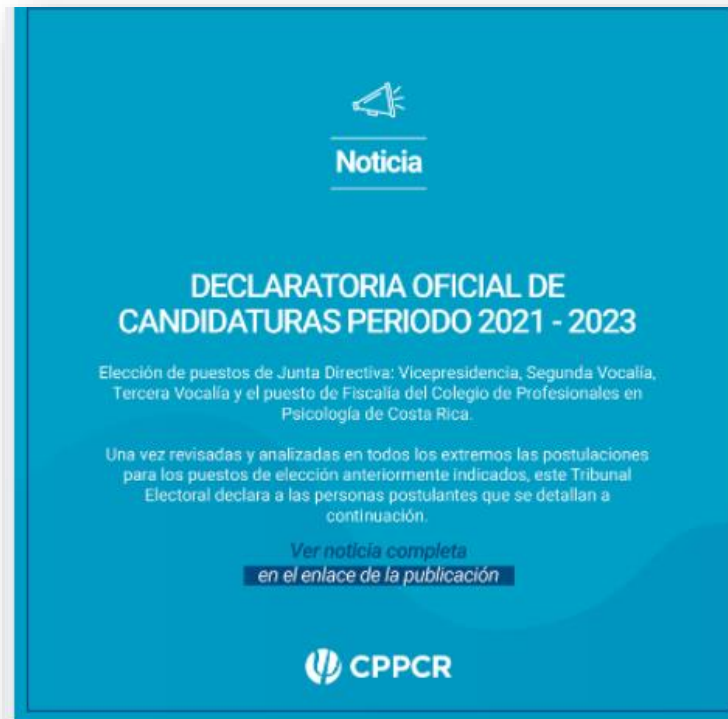 Noticia
DECLARATORIA OFICIAL DE
CANDIDATURAS PERIODO 2021 - 2023
Elección de puestos de Junta Directiva: Vicepresidencia, Segunda Vocalía,
Tercera Vocalía y el puesto de Fiscalía del Colegio de Profesionales en
Psicología de Costa Rica.
Una vez revisadas y analizadas en todos los extremos las postulaciones
para los puestos de elección anteriormente indicados, este Tribunal
Electoral declara a las personas postulantes que se detallan a
continuación.
Ver noticia completa
en el enlace de la publicación
CPPCR